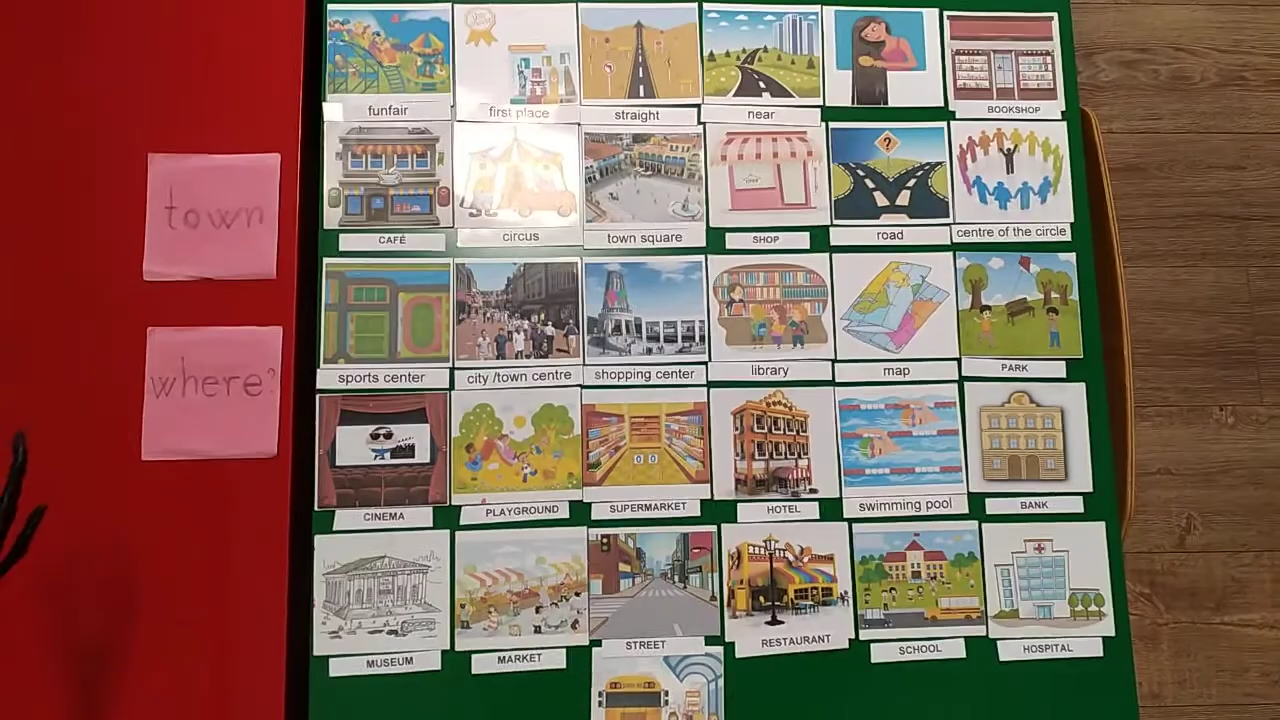 town
where?
funfair
first place
straight
near
BOOKSHOP
CAFÉ
circus
town square
SHOP
road
centre of the circle
sports center
city /town centre
shopping center
library
map
PARK
CINEMA
PLAYGROUND
SUPERMARKET
HOTEL
swimming pool
BANK
MUSEUM
MARKET
STREET
RESTAURANT
SCHOOL
HOSPITAL